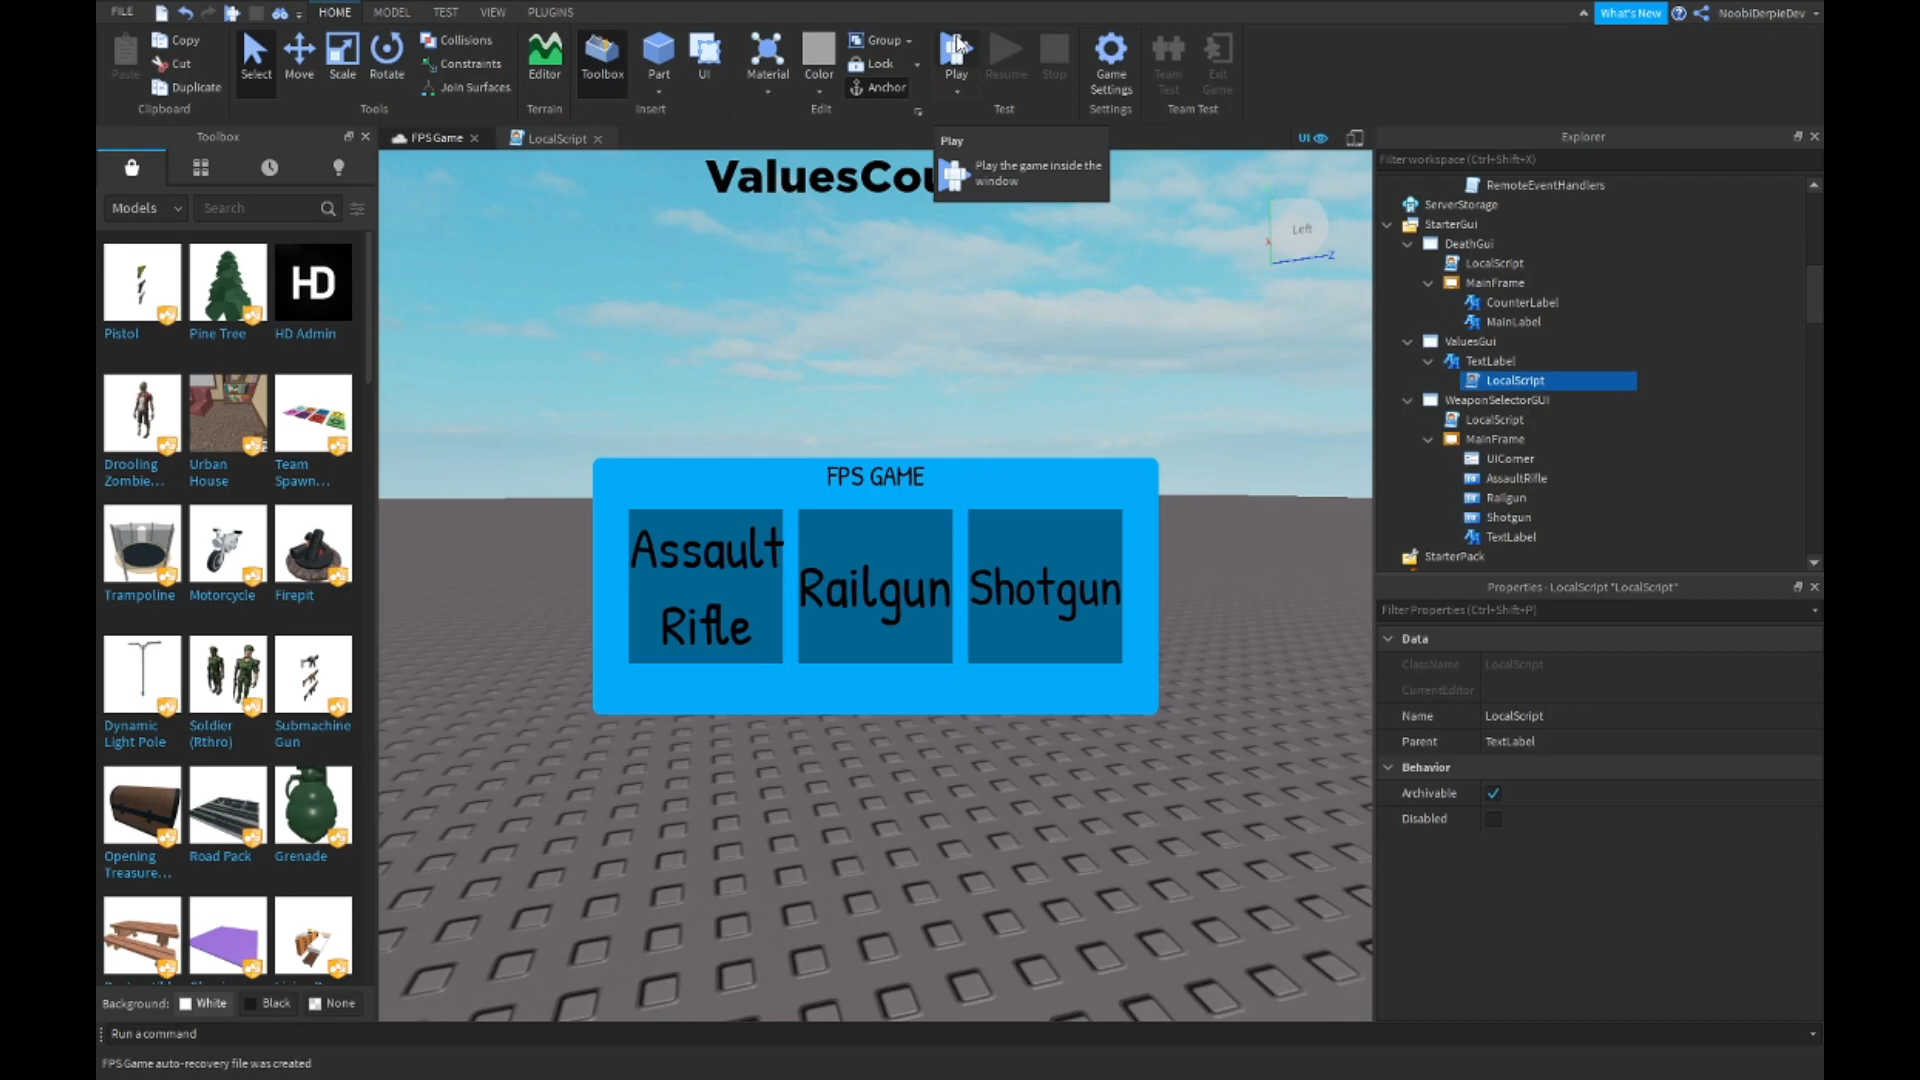 FILE
HOME
MODEL
TEST
VIEW
PLUGINS
What's New
NoobiDerpieDev
Paste
Copy
Cut
Duplicate
Clipboard
Select
Move
Scale
Rotate
Collisions
Constraints
Join Surfaces
Tools
Editor
Terrain
Toolbox
Part
UI
Insert
Material
Color
Group
Lock
Anchor
Edit
Play
Resume
Stop
Test
Game
Settings
Settings
Team
Test
Exit
Game
Team Test
Toolbox
Models
Search
Pistol
Pine Tree
HD
HD Admin
Drooling
Zombie...
Urban
House
Team
Spawn...
Trampoline
Motorcycle
Firepit
Dynamic
Light Pole
Soldier
(Rthro)
Submachine
Gun
Opening
Treasure...
Road Pack
Grenade
Background:
White
Black
None
FPS Game
LocalScript
UI
ValuesCou
Play
Play the game inside the
window
Left
X
Z
FPS GAME
Assault
Rifle
Railgun
Shotgun
Explorer
Filter workspace (Ctrl+Shift+X)
RemoteEventHandlers
ServerStorage
StarterGui
DeathGui
LocalScript
MainFrame
CounterLabel
MainLabel
ValuesGui
TextLabel
LocalScript
WeaponSelectorGUI
LocalScript
MainFrame
UICorner
AssaultRifle
Railgun
Shotgun
TextLabel
StarterPack
Properties - LocalScript "LocalScript"
Filter Properties (Ctrl+Shift+P)
Data
ClassName LocalScript
CurrentEditor
Name LocalScript
Parent TextLabel
Behavior
Archivable
Disabled
Run a command
FPS Game auto-recovery file was created